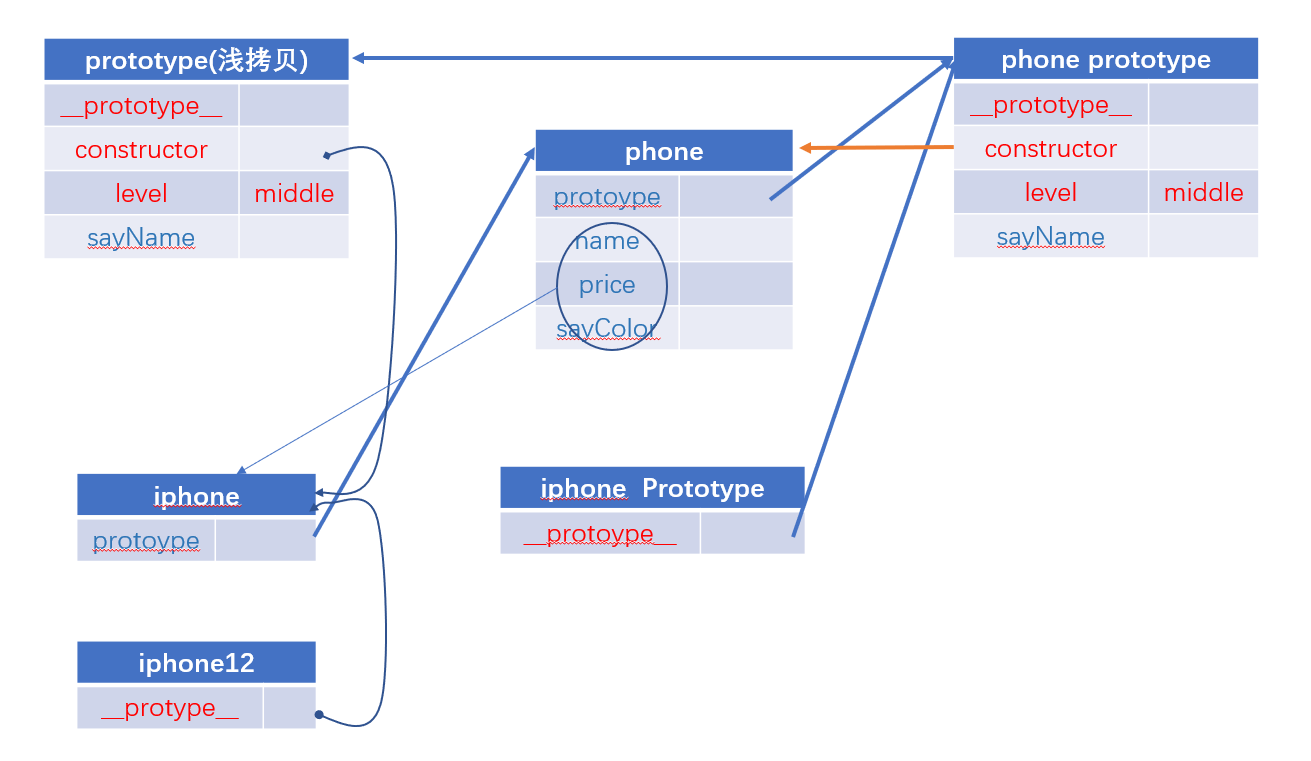 prototype(浅拷贝)
__prototype__
constructor
level middle
sayName
phone prototype
__prototype__
constructor
level middle
sayName
phone
protoype
name
price
sayColor
iphone
protoype
iphone Prototype
__protoype__
iphone12
__protype__